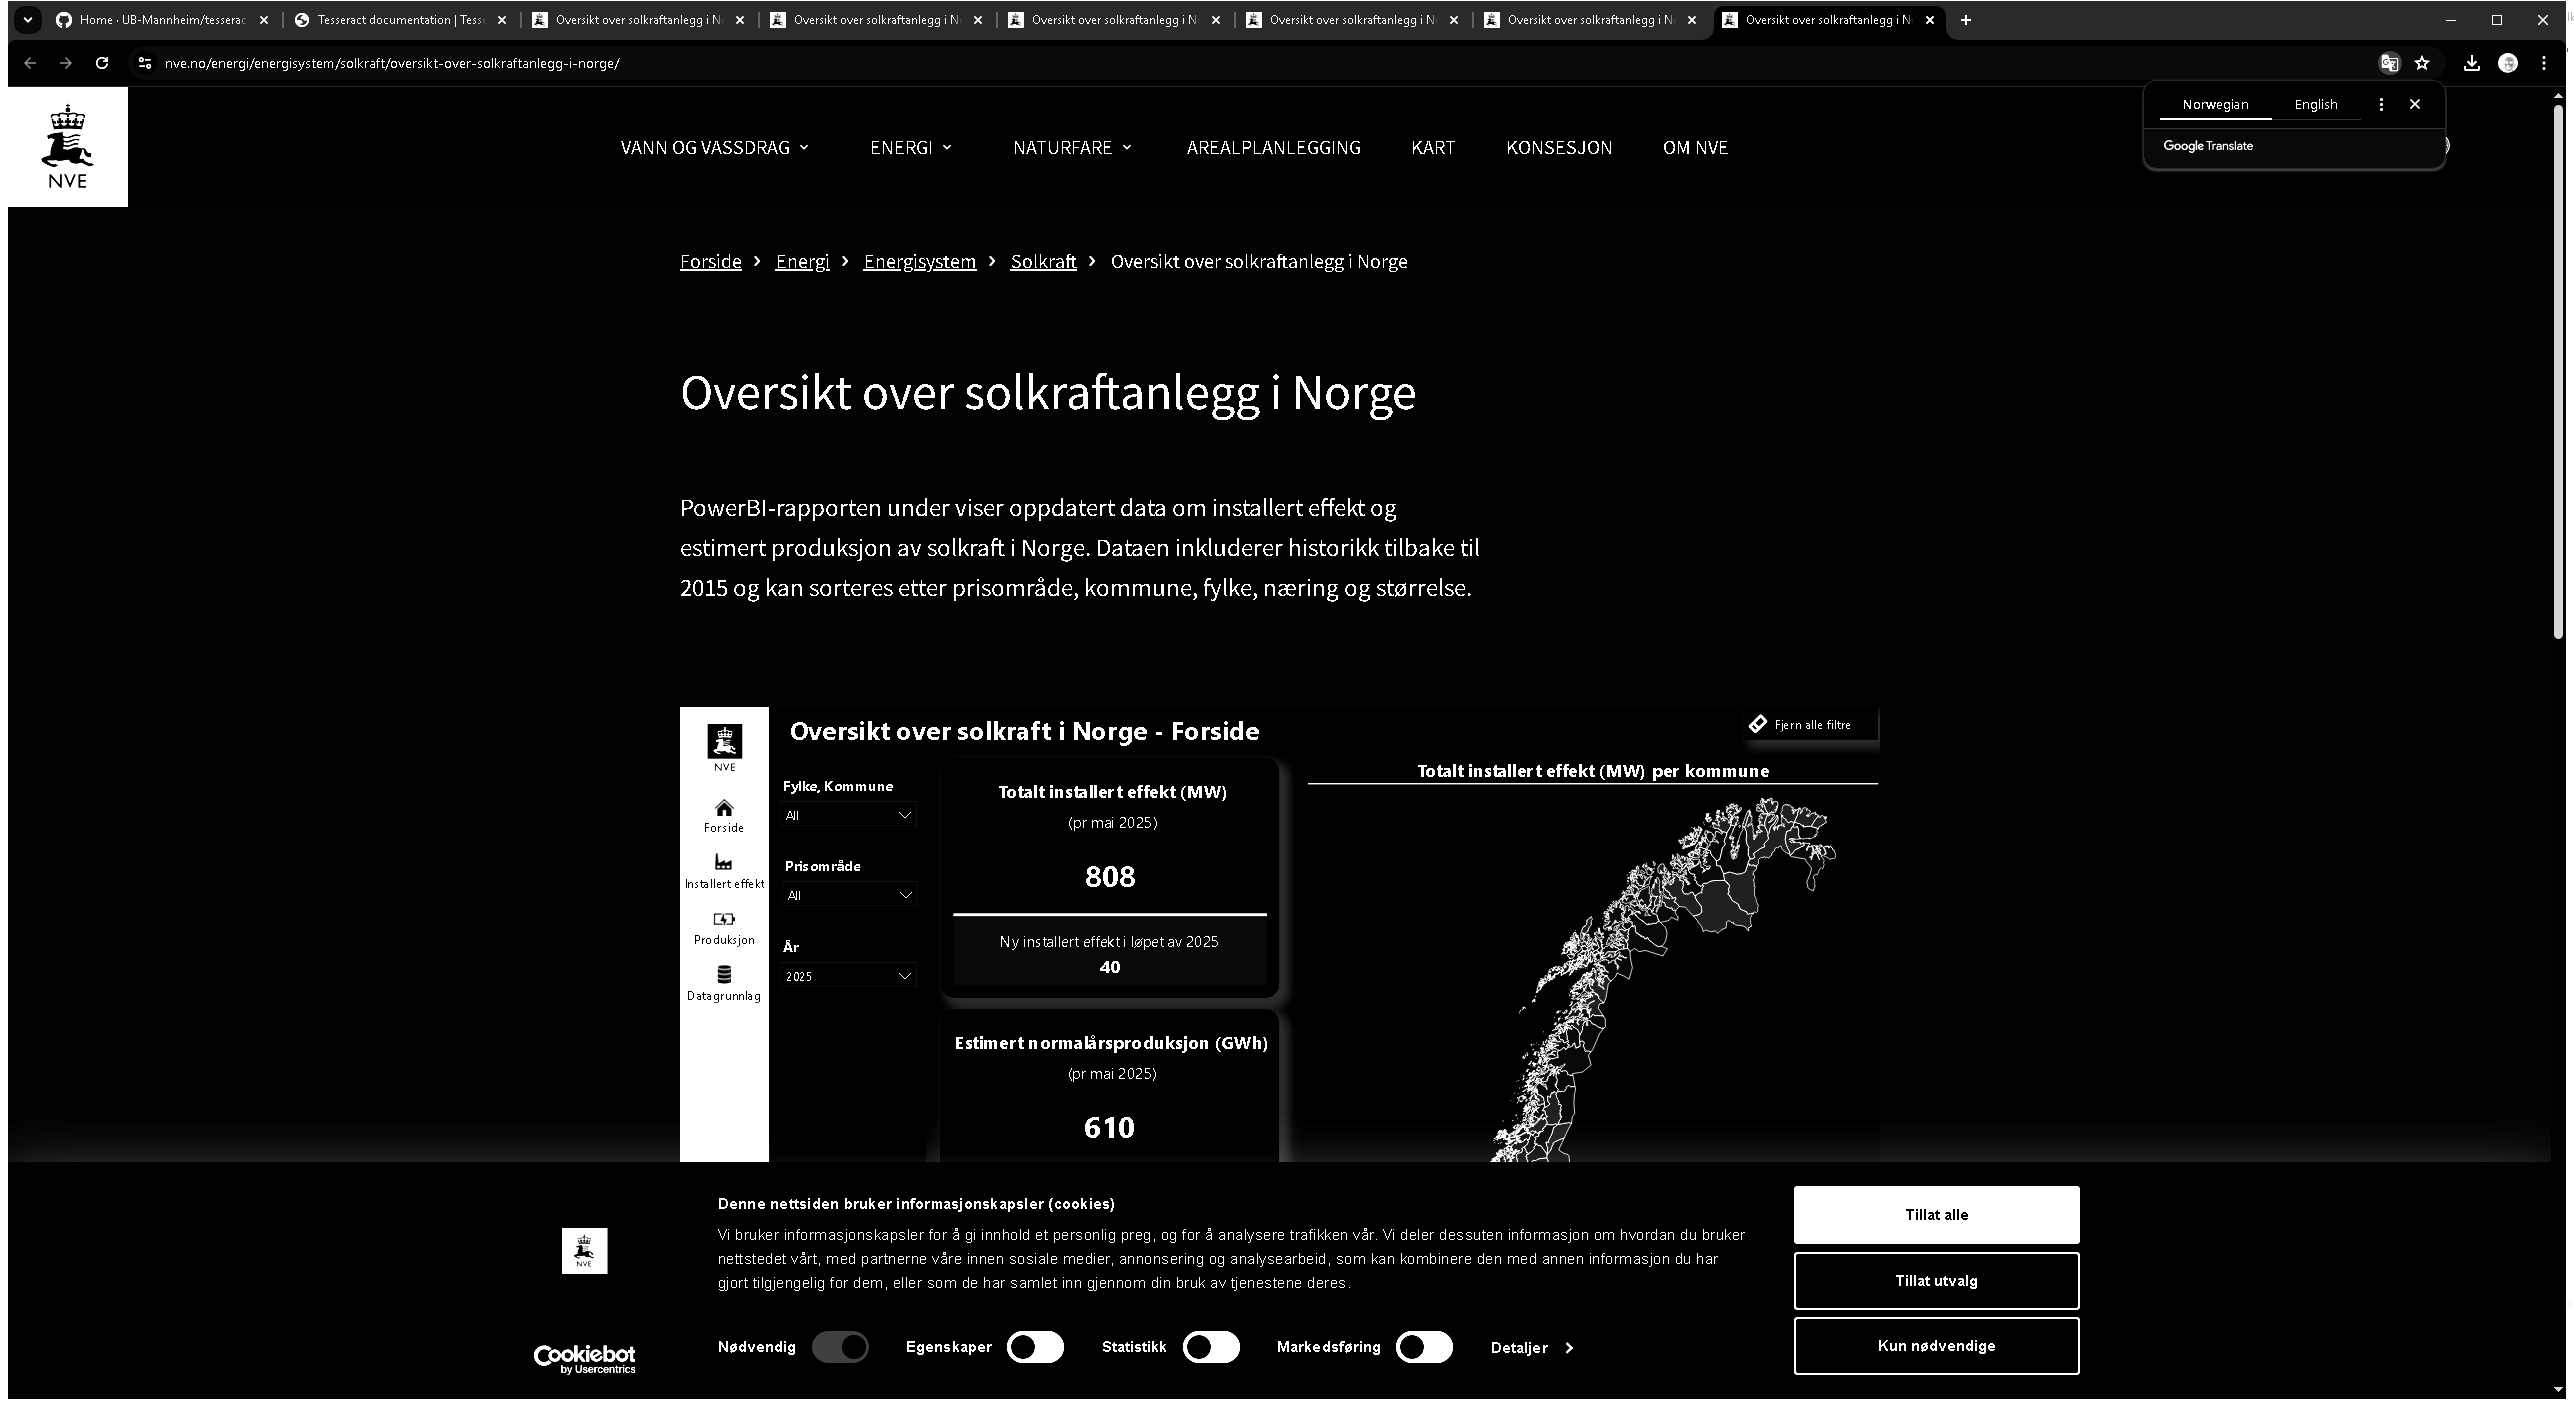 Home · UB-Mannheim/tesserac
Tesseract documentation | Tess
Oversikt over solkraftanlegg i N
Oversikt over solkraftanlegg i N
Oversikt over solkraftanlegg i N
Oversikt over solkraftanlegg i N
Oversikt over solkraftanlegg i N
Oversikt over solkraftanlegg i N
nve.no/energi/energisystem/solkraft/oversikt-over-solkraftanlegg-i-norge/
Norwegian English
Google Translate
NVE
VANN OG VASSDRAG ENERGI NATURFARE AREALPLANLEGGING KART KONSESJON OM NVE
Forside > Energi > Energisystem > Solkraft > Oversikt over solkraftanlegg i Norge
Oversikt over solkraftanlegg i Norge
PowerBI-rapporten under viser oppdatert data om installert effekt og
estimert produksjon av solkraft i Norge. Dataen inkluderer historikk tilbake til
2015 og kan sorteres etter prisområde, kommune, fylke, næring og størrelse.
NVE
Forside
Installert effekt
Produksjon
Datagrunnlag
Oversikt over solkraft i Norge - Forside
Fjern alle filtre
Fylke, Kommune
All
Prisområde
All
År
2025
Totalt installert effekt (MW)
(pr mai 2025)
808
Ny installert effekt i løpet av 2025
40
Estimert normalårsproduksjon (GWh)
(pr mai 2025)
610
Totalt installert effekt (MW) per kommune
NVE
Cookiebot
by Usercentrics
Denne nettsiden bruker informasjonskapsler (cookies)
Vi bruker informasjonskapsler for å gi innhold et personlig preg, og for å analysere trafikken vår. Vi deler dessuten informasjon om hvordan du bruker
nettstedet vårt, med partnerne våre innen sosiale medier, annonsering og analysearbeid, som kan kombinere den med annen informasjon du har
gjort tilgjengelig for dem, eller som de har samlet inn gjennom din bruk av tjenestene deres.
Nødvendig Egenskaper Statistikk Markedsføring Detaljer >
Tillat alle
Tillat utvalg
Kun nødvendige